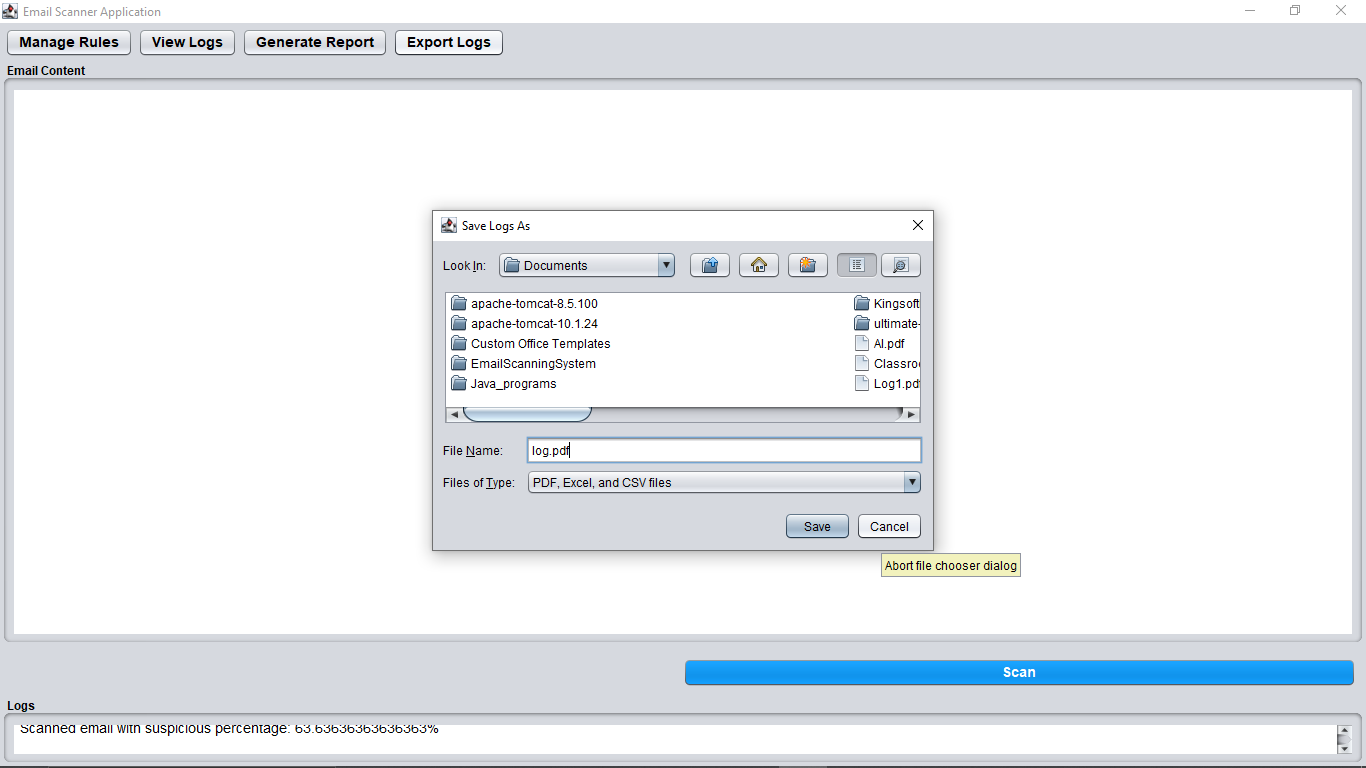 Email Scanner Application
Manage Rules View Logs Generate Report Export Logs
Email Content
Save Logs As
Look In: Documents
apache-tomcat-8.5.100
apache-tomcat-10.1.24
Custom Office Templates
EmailScanningSystem
Java_programs
Kingsoft
ultimate-
AI.pdf
Classro
Log1.pdf
File Name: log.pdf
Files of Type: PDF, Excel, and CSV files
Save Cancel
Abort file chooser dialog
Scan
Logs
Scanned email with suspicious percentage: 63.63636363636363%